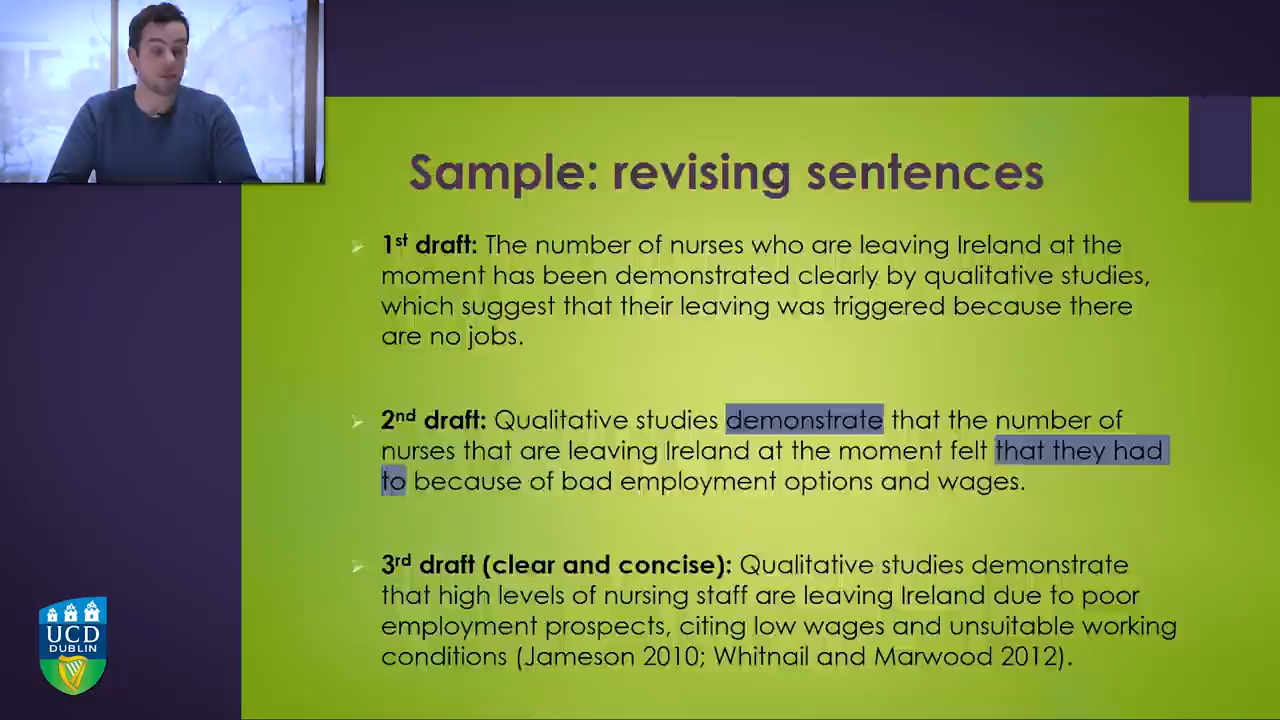 Sample: revising sentences
1st draft: The number of nurses who are leaving Ireland at the
moment has been demonstrated clearly by qualitative studies,
which suggest that their leaving was triggered because there
are no jobs.
2nd draft: Qualitative studies demonstrate that the number of
nurses that are leaving Ireland at the moment felt that they had
to because of bad employment options and wages.
3rd draft (clear and concise): Qualitative studies demonstrate
that high levels of nursing staff are leaving Ireland due to poor
employment prospects, citing low wages and unsuitable working
conditions (Jameson 2010; Whitnail and Marwood 2012).
UCD
DUBLIN